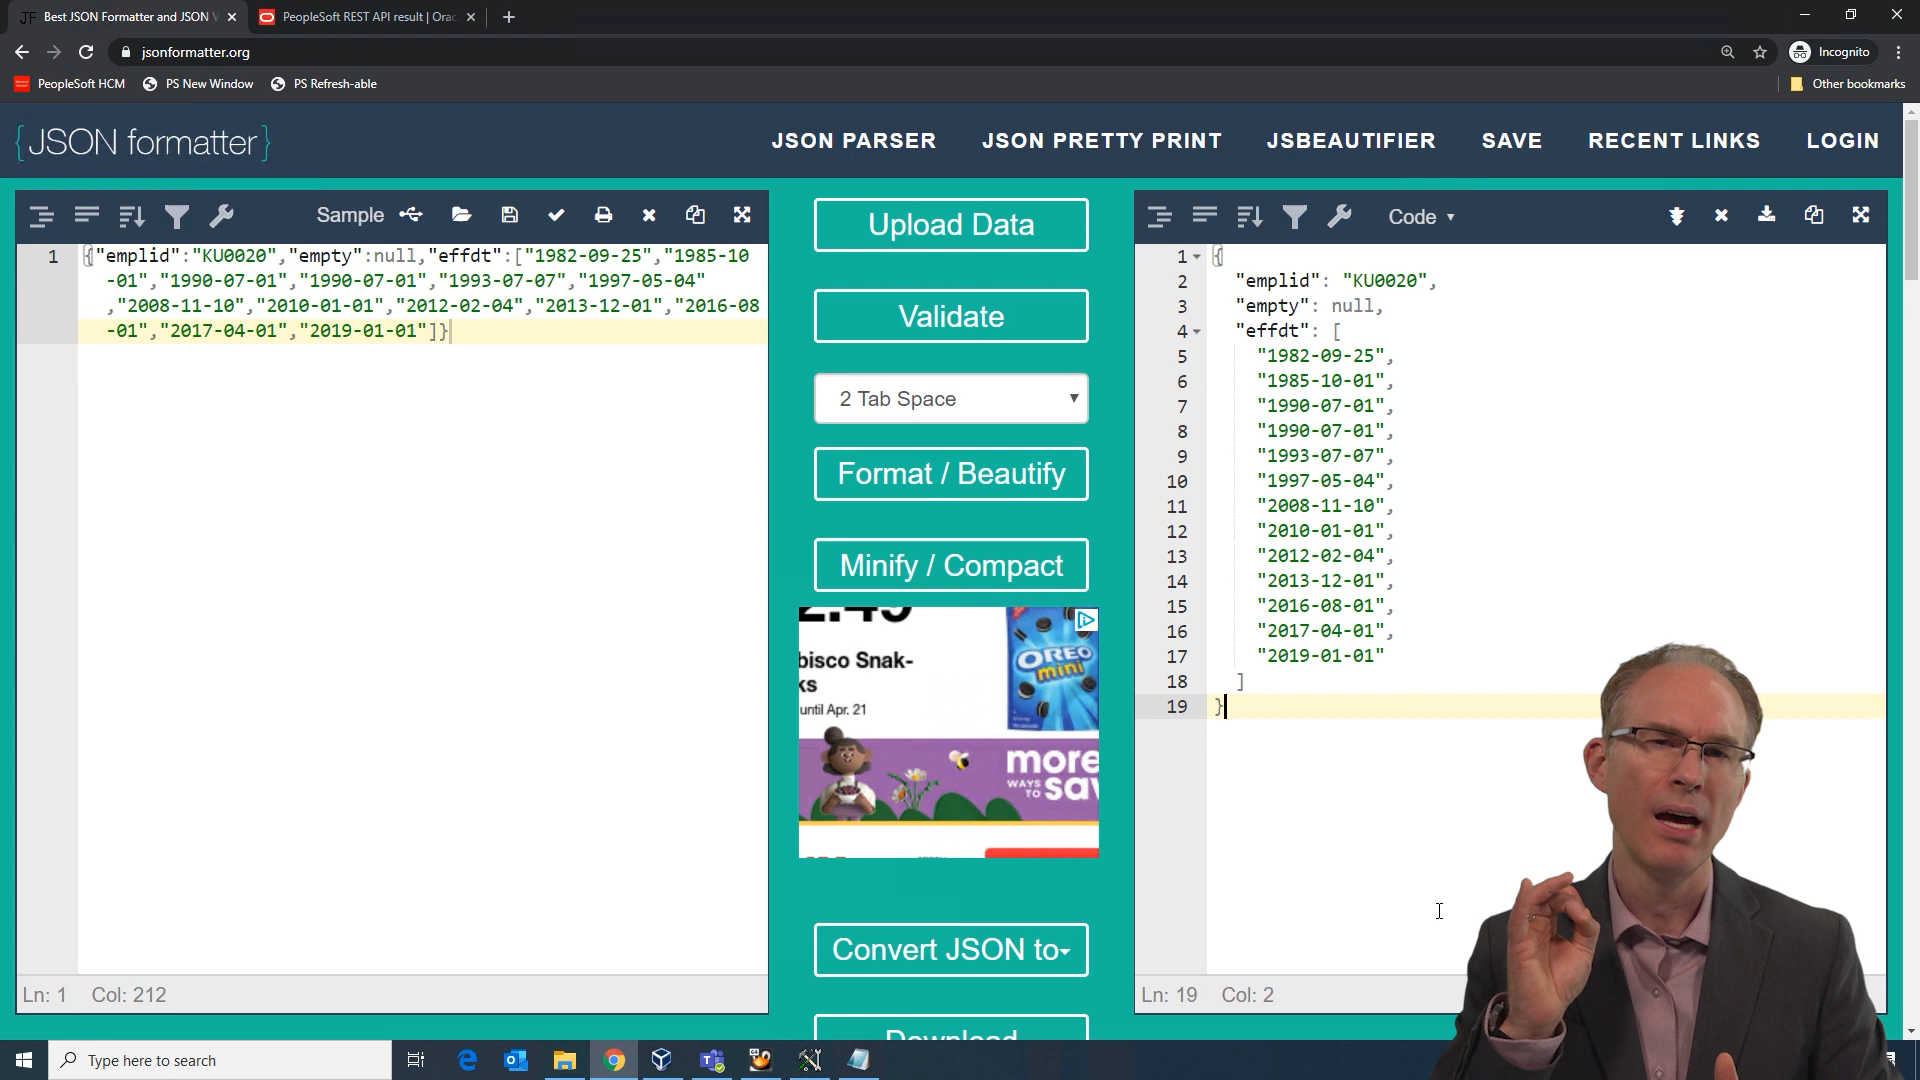 JF Best JSON Formatter and JSON V
PeopleSoft REST API result | Orac
jsonformatter.org
Incognito
PeopleSoft HCM
PS New Window
PS Refresh-able
Other bookmarks
{JSON formatter}
JSON PARSER
JSON PRETTY PRINT
JSBEAUTIFIER
SAVE
RECENT LINKS
LOGIN
Sample
1 {"emplid":"KU0020","empty":null,"effdt":["1982-09-25","1985-10
-01","1990-07-01","1990-07-01","1993-07-07","1997-05-04"
,"2008-11-10","2010-01-01","2012-02-04","2013-12-01","2016-08
-01","2017-04-01","2019-01-01"]}
Ln: 1 Col: 212
Upload Data
Validate
2 Tab Space
Format / Beautify
Minify / Compact
2.49
bisco Snak-
ks
until Apr. 21
OREO
mini
more
WAYS TO sav
Convert JSON to
Download
Code
1 {
2 "emplid": "KU0020",
3 "empty": null,
4 "effdt": [
5 "1982-09-25",
6 "1985-10-01",
7 "1990-07-01",
8 "1990-07-01",
9 "1993-07-07",
10 "1997-05-04",
11 "2008-11-10",
12 "2010-01-01",
13 "2012-02-04",
14 "2013-12-01",
15 "2016-08-01",
16 "2017-04-01",
17 "2019-01-01"
18 ]
19 }
Ln: 19 Col: 2
Type here to search